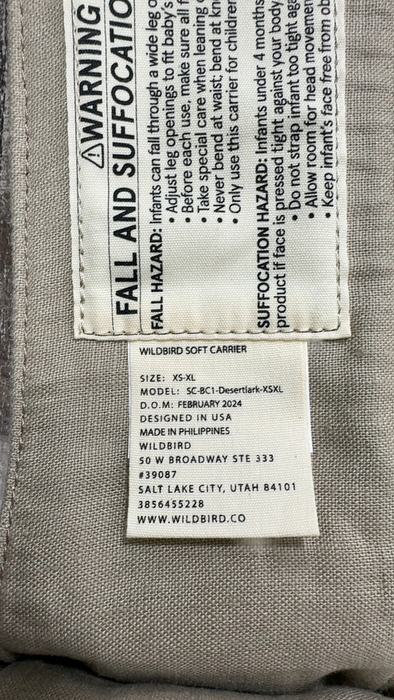 ⚠WARNING
FALL AND SUFFOCATIO
FALL HAZARD: Infants can fall through a wide leg o
• Adjust leg openings to fit baby's
• Before each use, make sure all f
• Take special care when leaning o
• Never bend at waist; bend at kn
• Only use this carrier for children
SUFFOCATION HAZARD: Infants under 4 months
product if face is pressed tight against your body
• Do not strap infant too tight aga
• Allow room for head movemen
• Keep infant's face free from ob
WILDBIRD SOFT CARRIER
SIZE: XS-XL
MODEL: SC-BC1-Desertlark-XSXL
D.O.M: FEBRUARY 2024
DESIGNED IN USA
MADE IN PHILIPPINES
WILDBIRD
50 W BROADWAY STE 333
#39087
SALT LAKE CITY, UTAH 84101
3856455228
WWW.WILDBIRD.CO